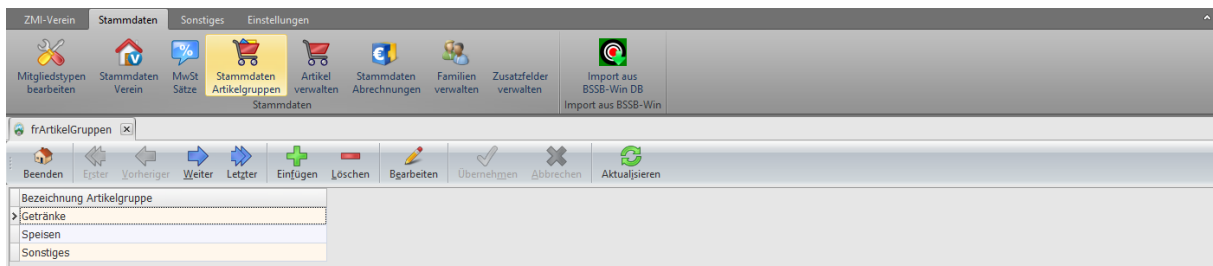 ZMI-Verein Stammdaten Sonstiges Einstellungen
Mitgliedstypen bearbeiten
Stammdaten Verein
MwSt Sätze
Stammdaten Artikelgruppen
Artikel verwalten
Stammdaten Abrechnungen
Familien verwalten
Zusatzfelder verwalten
Import aus BSSB-Win DB
Stammdaten Import aus BSSB-Win
frArtikelGruppen
Beenden Erster Vorheriger Weiter Letzter Einfügen Löschen Bearbeiten Übernehmen Abbrechen Aktualisieren
Bezeichnung Artikelgruppe
Getränke
Speisen
Sonstiges